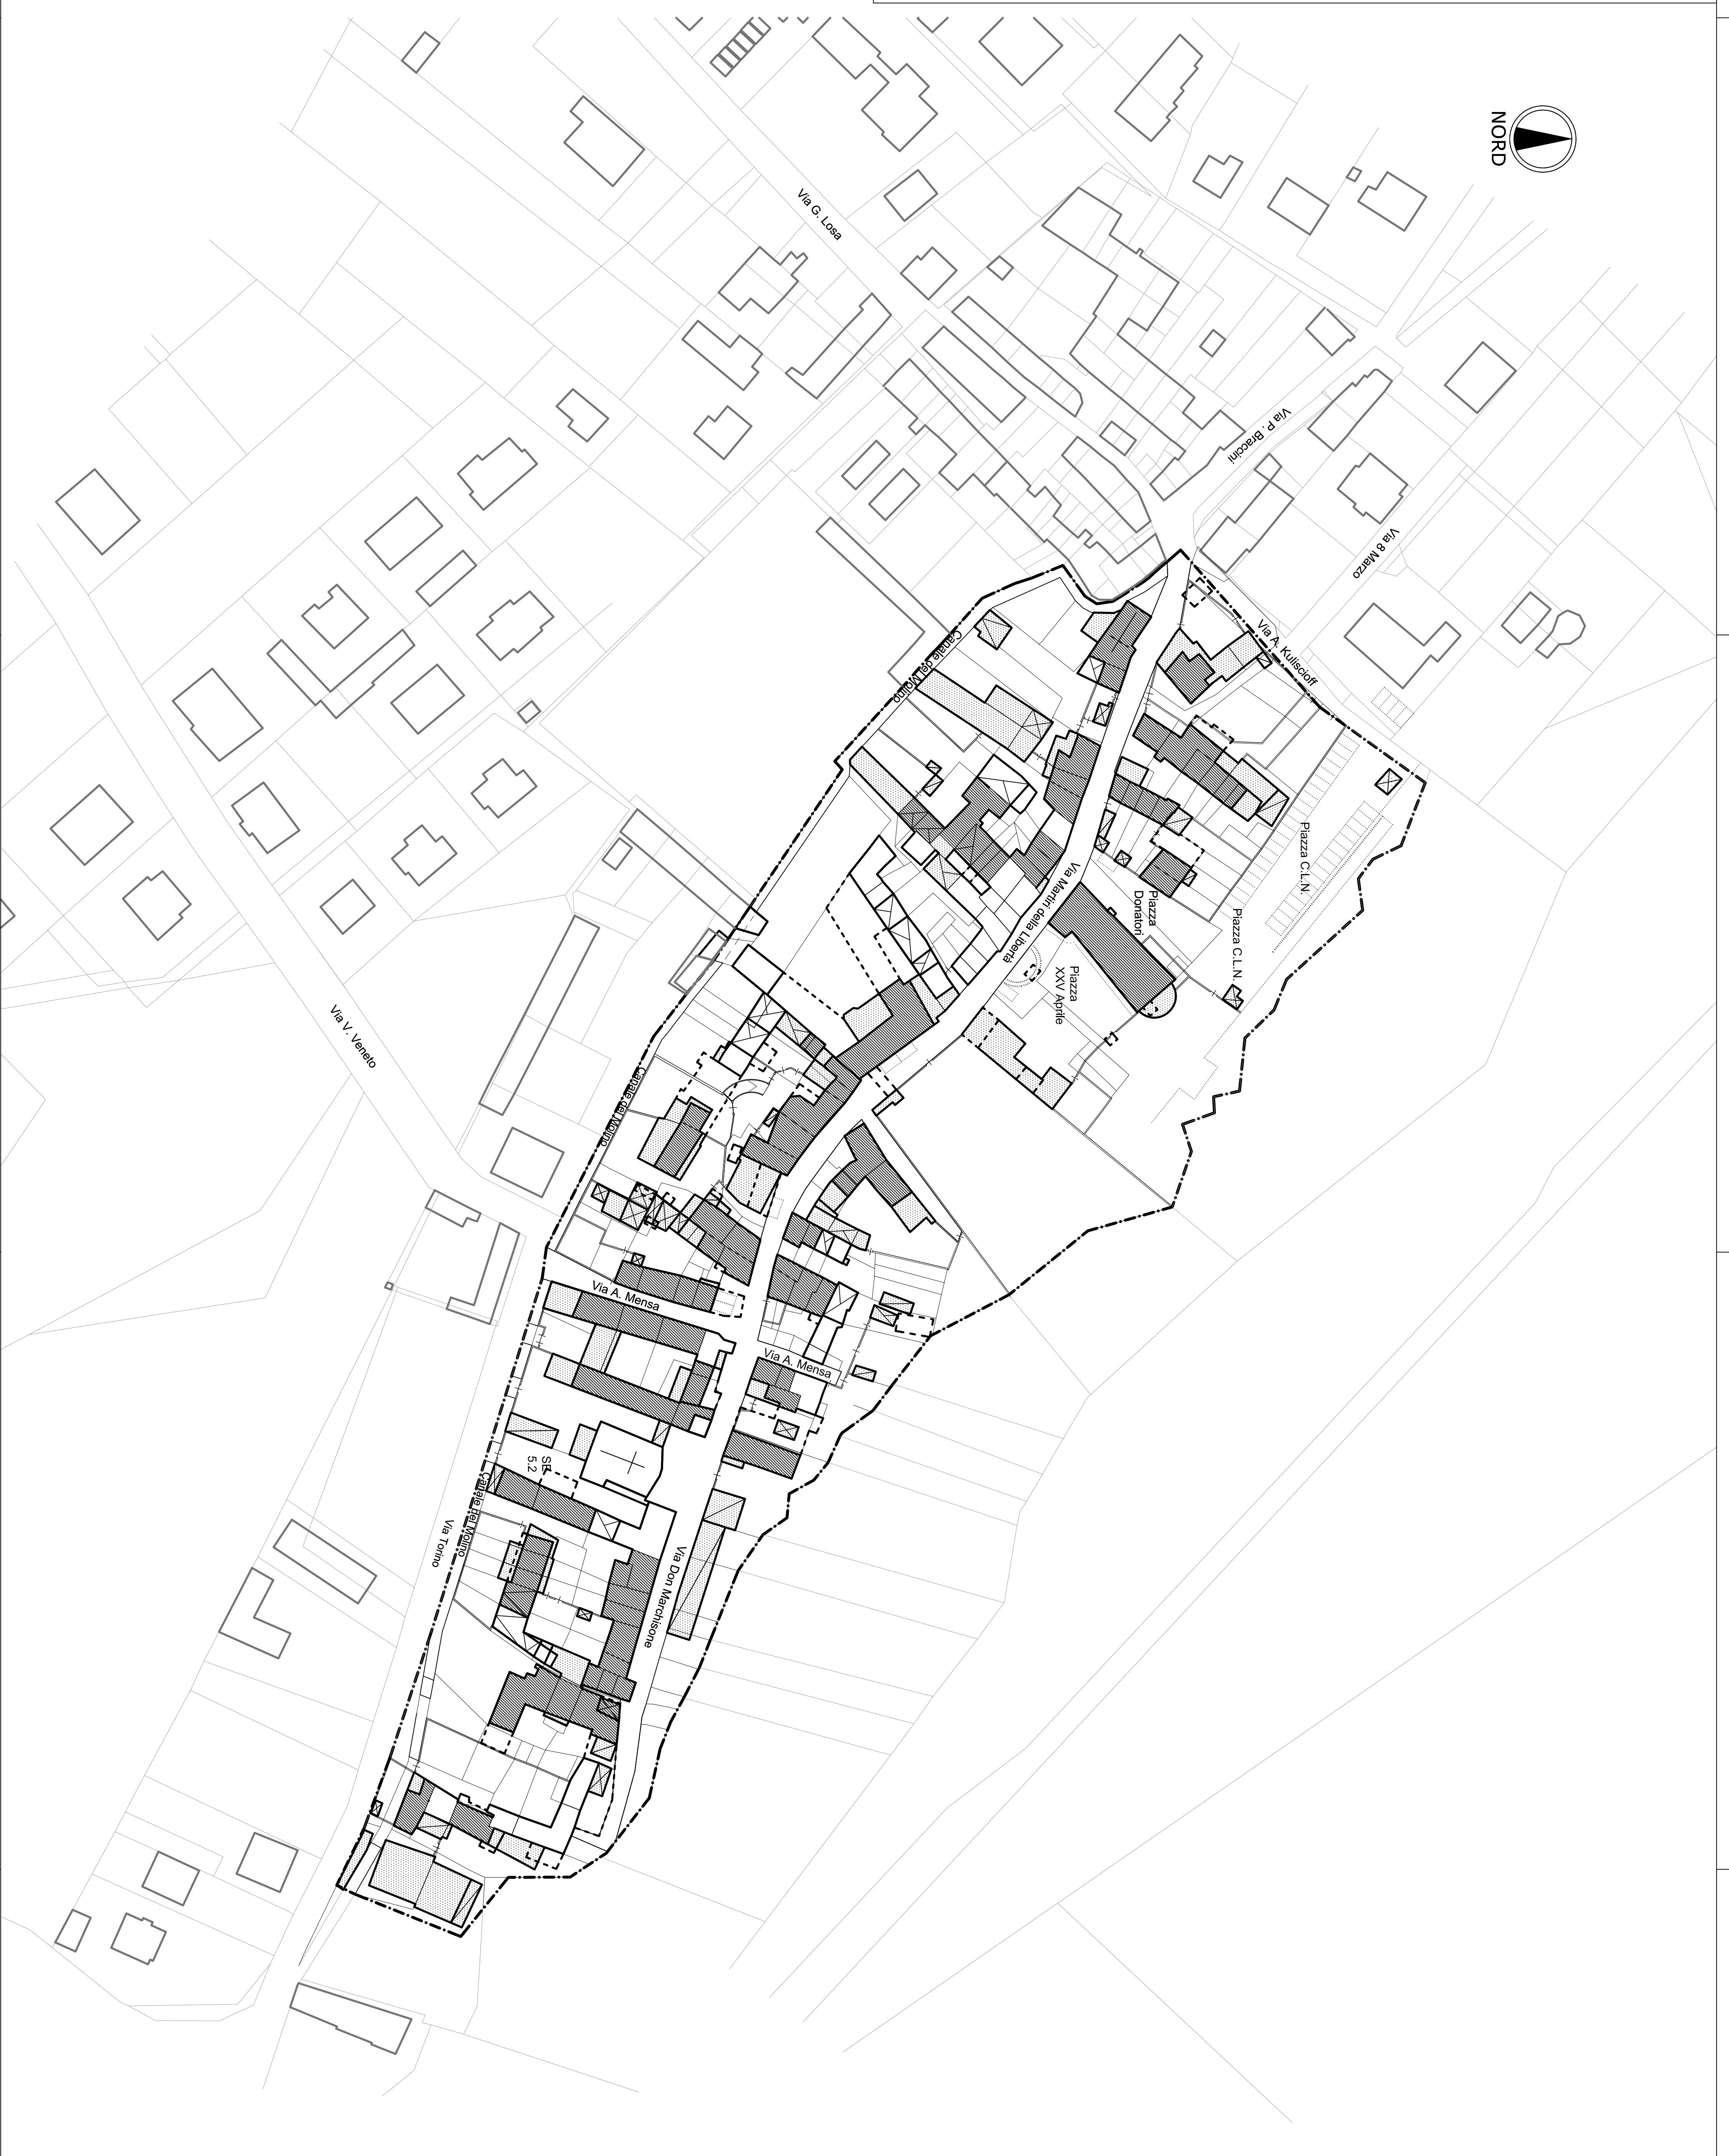 NORD
Via G. Losa
Via P. Braccini
Via 8 Marzo
Via A. Kuliscioff
Canale del Molino
Piazza C.L.N.
Piazza
Donatori
Piazza C.L.N.
Via Martiri della Libertà
Piazza
XXV Aprile
Via V. Veneto
Canale del Molino
Via A. Mensa
Via A. Mensa
SE
5.2
Canale del Molino
Via Torino
Via Don Marchisone